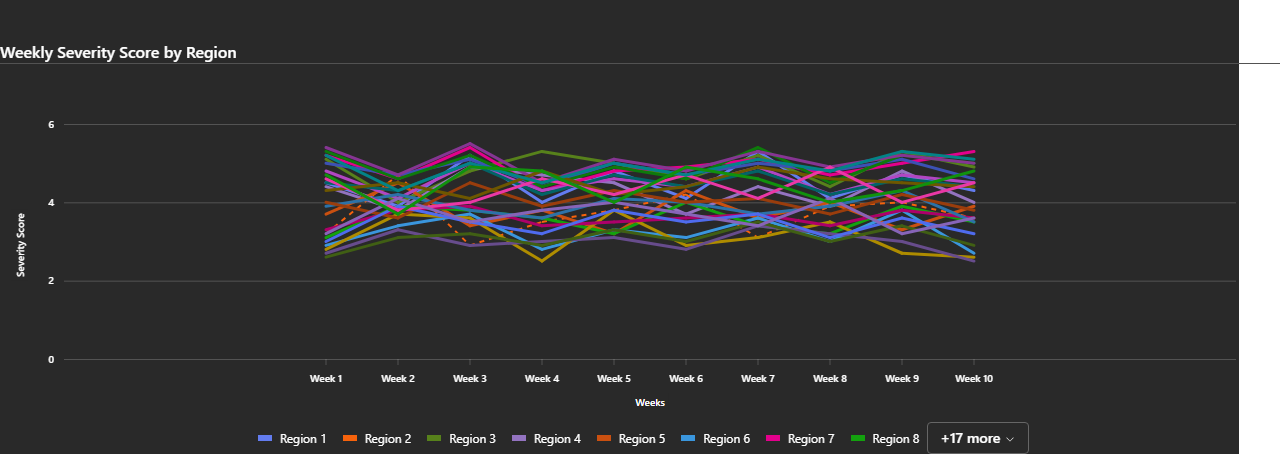 Weekly Severity Score by Region
6
4
2
0
Severity Score
Week 1 Week 2 Week 3 Week 4 Week 5 Week 6 Week 7 Week 8 Week 9 Week 10
Weeks
Region 1 Region 2 Region 3 Region 4 Region 5 Region 6 Region 7 Region 8 +17 more